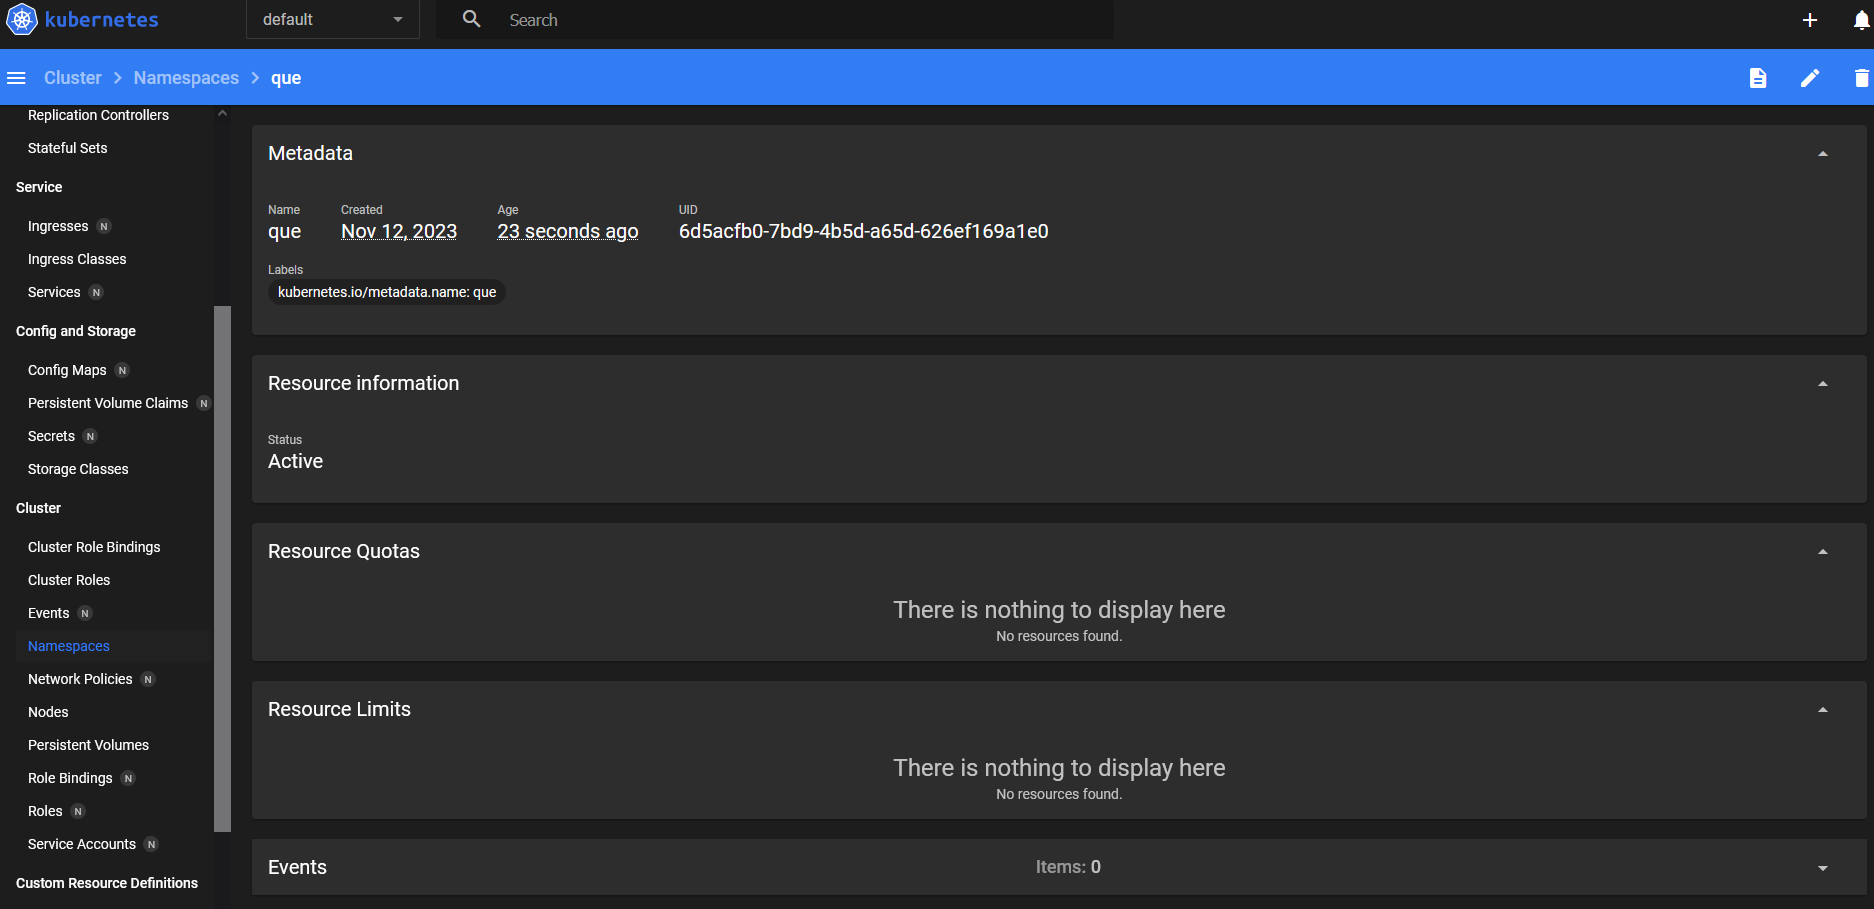 kubernetes
default
Search
Cluster > Namespaces > que
Replication Controllers
Stateful Sets
Service
Ingresses N
Ingress Classes
Services N
Config and Storage
Config Maps N
Persistent Volume Claims N
Secrets N
Storage Classes
Cluster
Cluster Role Bindings
Cluster Roles
Events N
Namespaces
Network Policies N
Nodes
Persistent Volumes
Role Bindings N
Roles N
Service Accounts N
Custom Resource Definitions
Metadata
Name Created Age UID
que Nov 12, 2023 23 seconds ago 6d5acfb0-7bd9-4b5d-a65d-626ef169a1e0
Labels
kubernetes.io/metadata.name: que
Resource information
Status
Active
Resource Quotas
There is nothing to display here
No resources found.
Resource Limits
There is nothing to display here
No resources found.
Events Items: 0